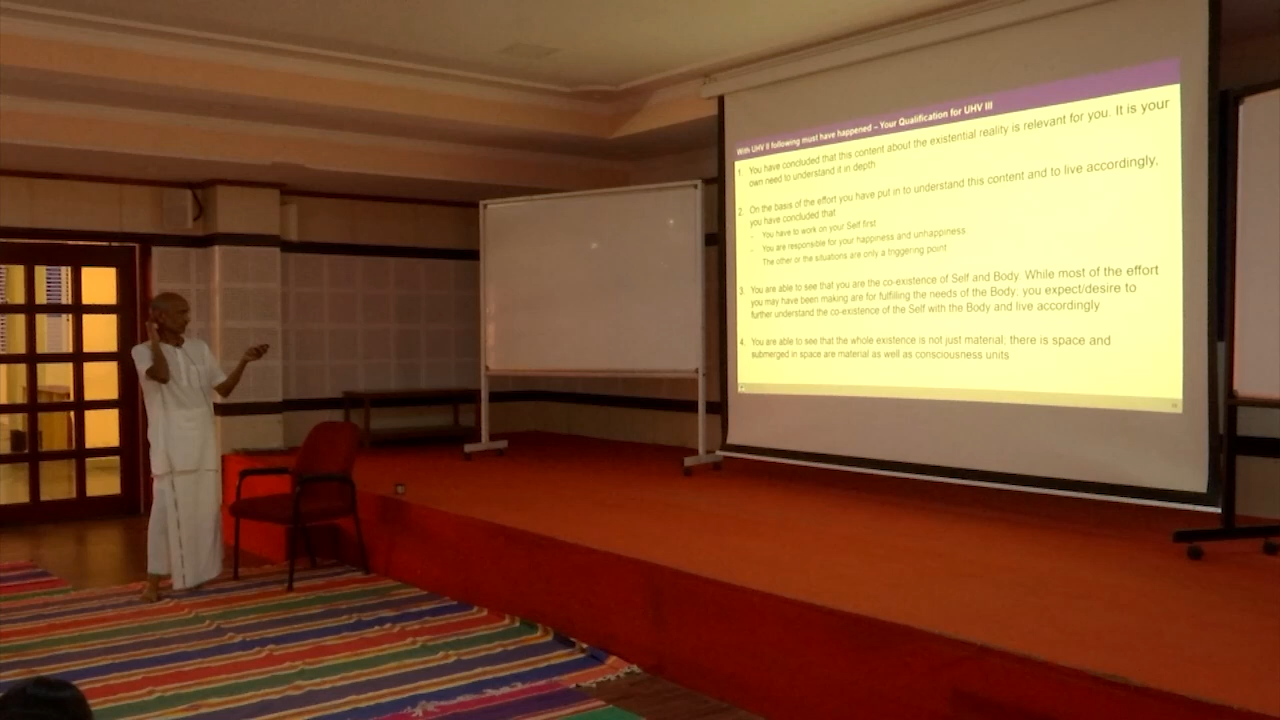 With UHV II following must have happened – Your Qualification for UHV III
1. You have concluded that this content about the existential reality is relevant for you. It is your
own need to understand it in depth
2. On the basis of the effort you have put in to understand this content and to live accordingly,
you have concluded that
- You have to work on your Self first
- You are responsible for your happiness and unhappiness
The other or the situations are only a triggering point
3. You are able to see that you are the co-existence of Self and Body. While most of the effort
you may have been making are for fulfilling the needs of the Body, you expect/desire to
further understand the co-existence of the Self with the Body and live accordingly
4. You are able to see that the whole existence is not just material; there is space and
submerged in space are material as well as consciousness units